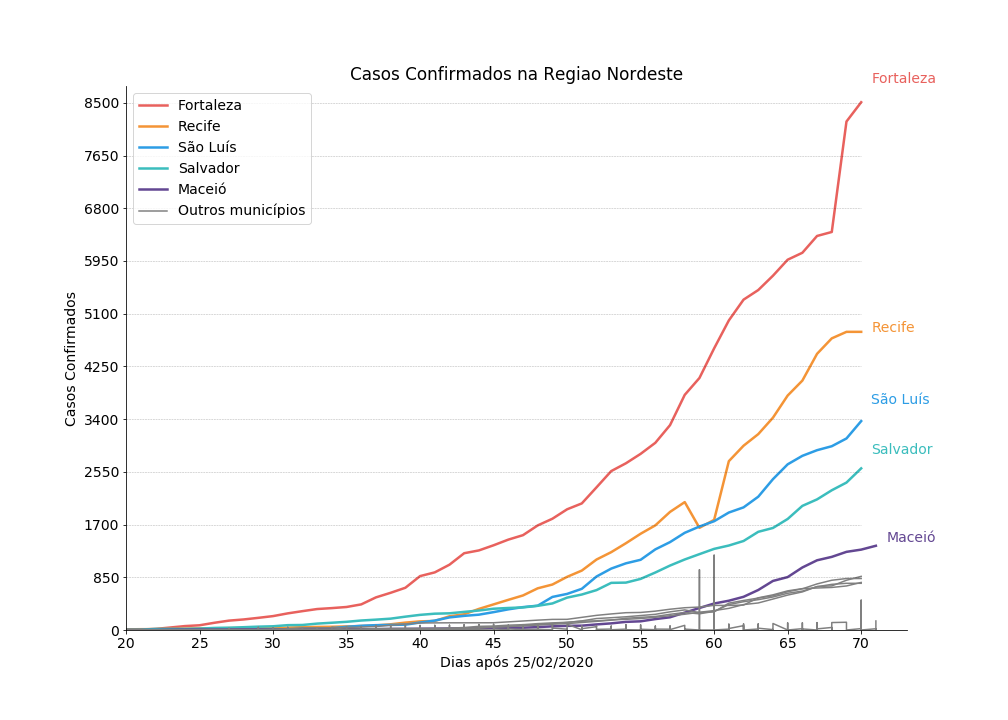 Casos Confirmados na Regiao Nordeste
Fortaleza
Recife
São Luís
Salvador
Maceió
Outros municípios
Fortaleza
Recife
São Luís
Salvador
Maceió
Casos Confirmados
8500
7650
6800
5950
5100
4250
3400
2550
1700
850
0
20 25 30 35 40 45 50 55 60 65 70
Dias após 25/02/2020